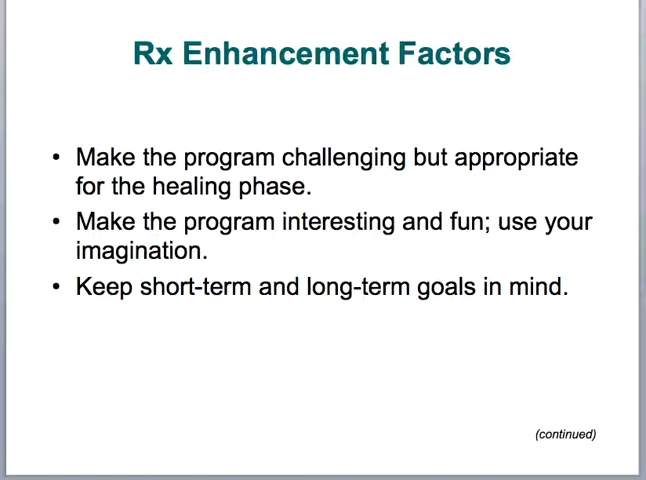 Rx Enhancement Factors
• Make the program challenging but appropriate
for the healing phase.
• Make the program interesting and fun; use your
imagination.
• Keep short-term and long-term goals in mind.
(continued)